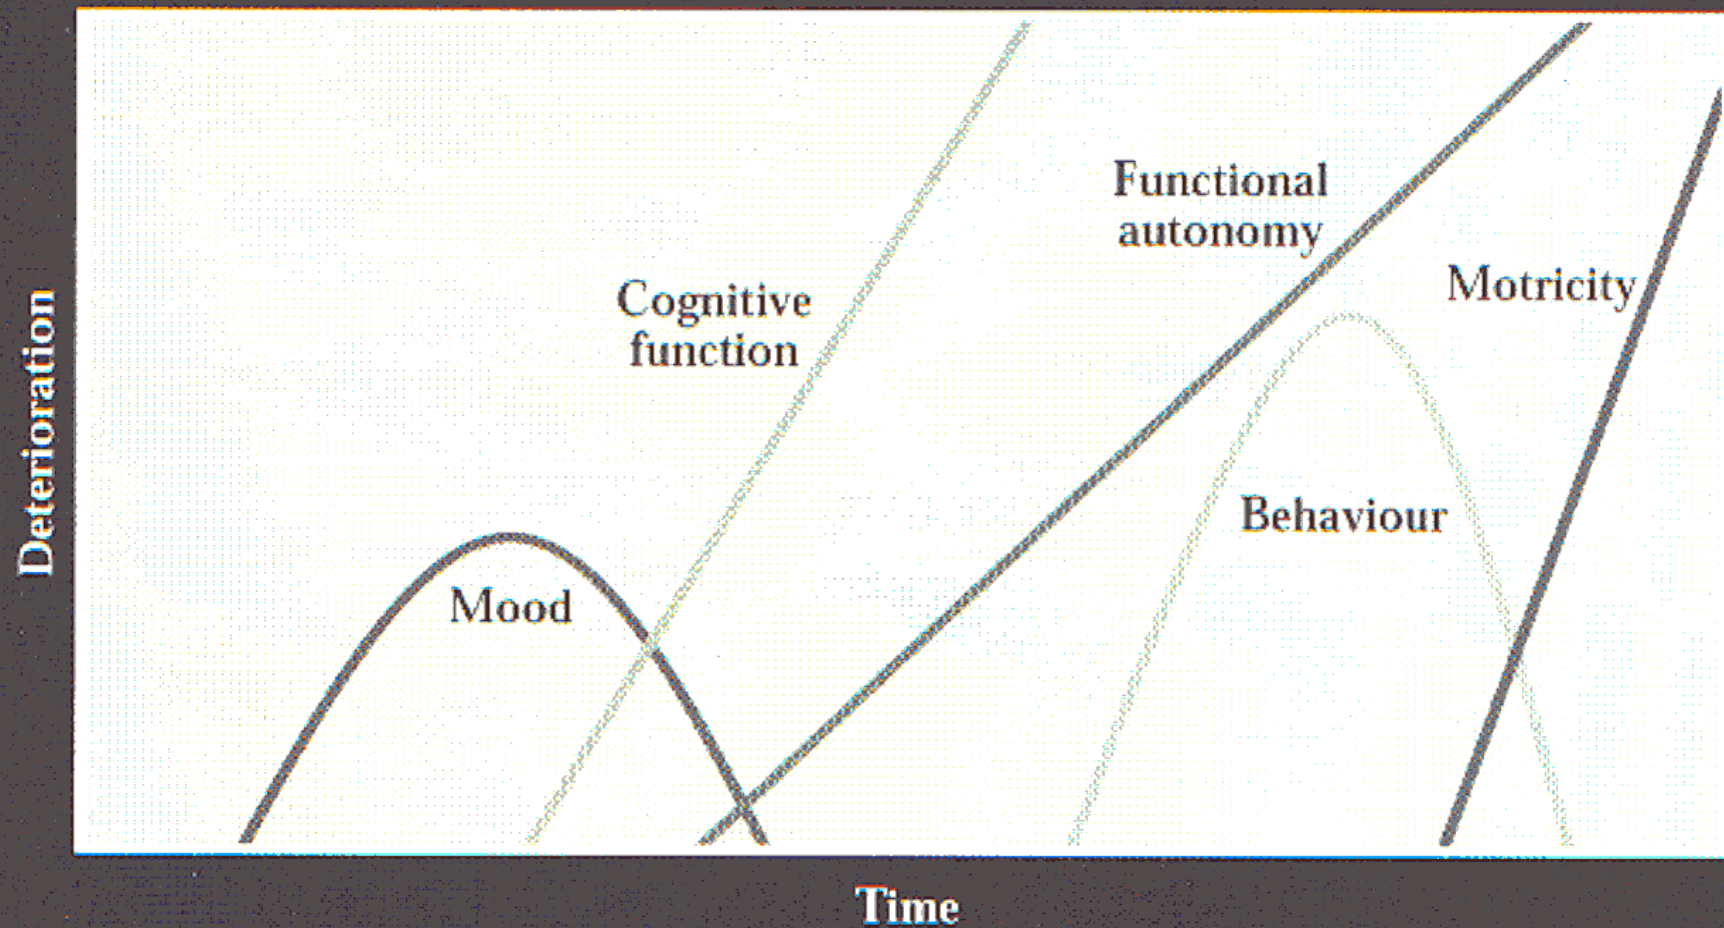 Functional
autonomy
Motricity
Cognitive
function
Behaviour
Mood
Deterioration
Time